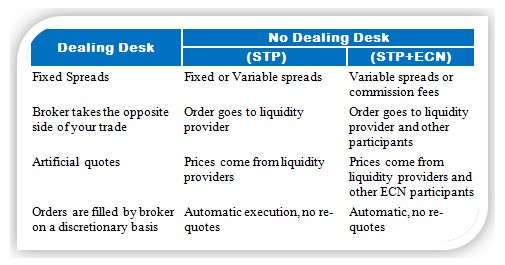 Dealing Desk
No Dealing Desk
(STP)
(STP+ECN)
Fixed Spreads
Fixed or Variable spreads
Variable spreads or
commission fees
Broker takes the opposite
side of your trade
Order goes to liquidity
provider
Order goes to liquidity
provider and other
participants
Artificial quotes
Prices come from liquidity
providers
Prices come from
liquidity providers and
other ECN participants
Orders are filled by broker
on a discretionary basis
Automatic execution, no re-
quotes
Automatic, no re-
quotes